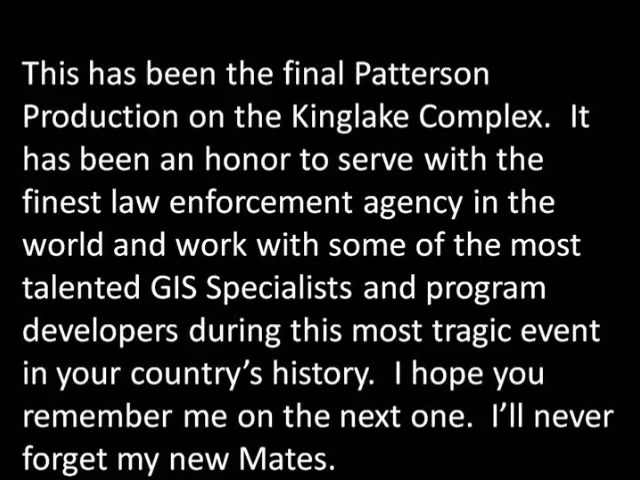 This has been the final Patterson
Production on the Kinglake Complex.  It
has been an honor to serve with the
finest law enforcement agency in the
world and work with some of the most
talented GIS Specialists and program
developers during this most tragic event
in your country’s history.  I hope you
remember me on the next one.  I’ll never
forget my new Mates.